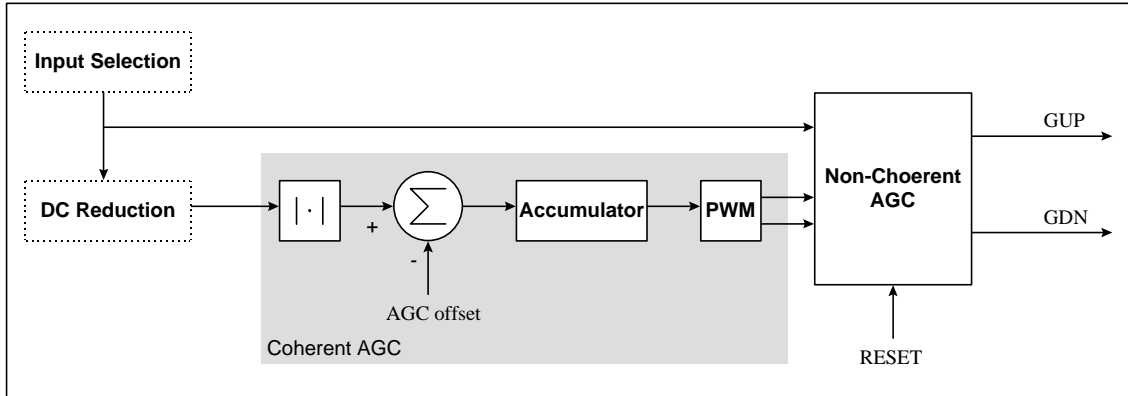 Input Selection
GUP
Non-Choerent
AGC
DC Reduction
| · |
∑
Accumulator
PWM
+
GDN
-
AGC offset
Coherent AGC
RESET